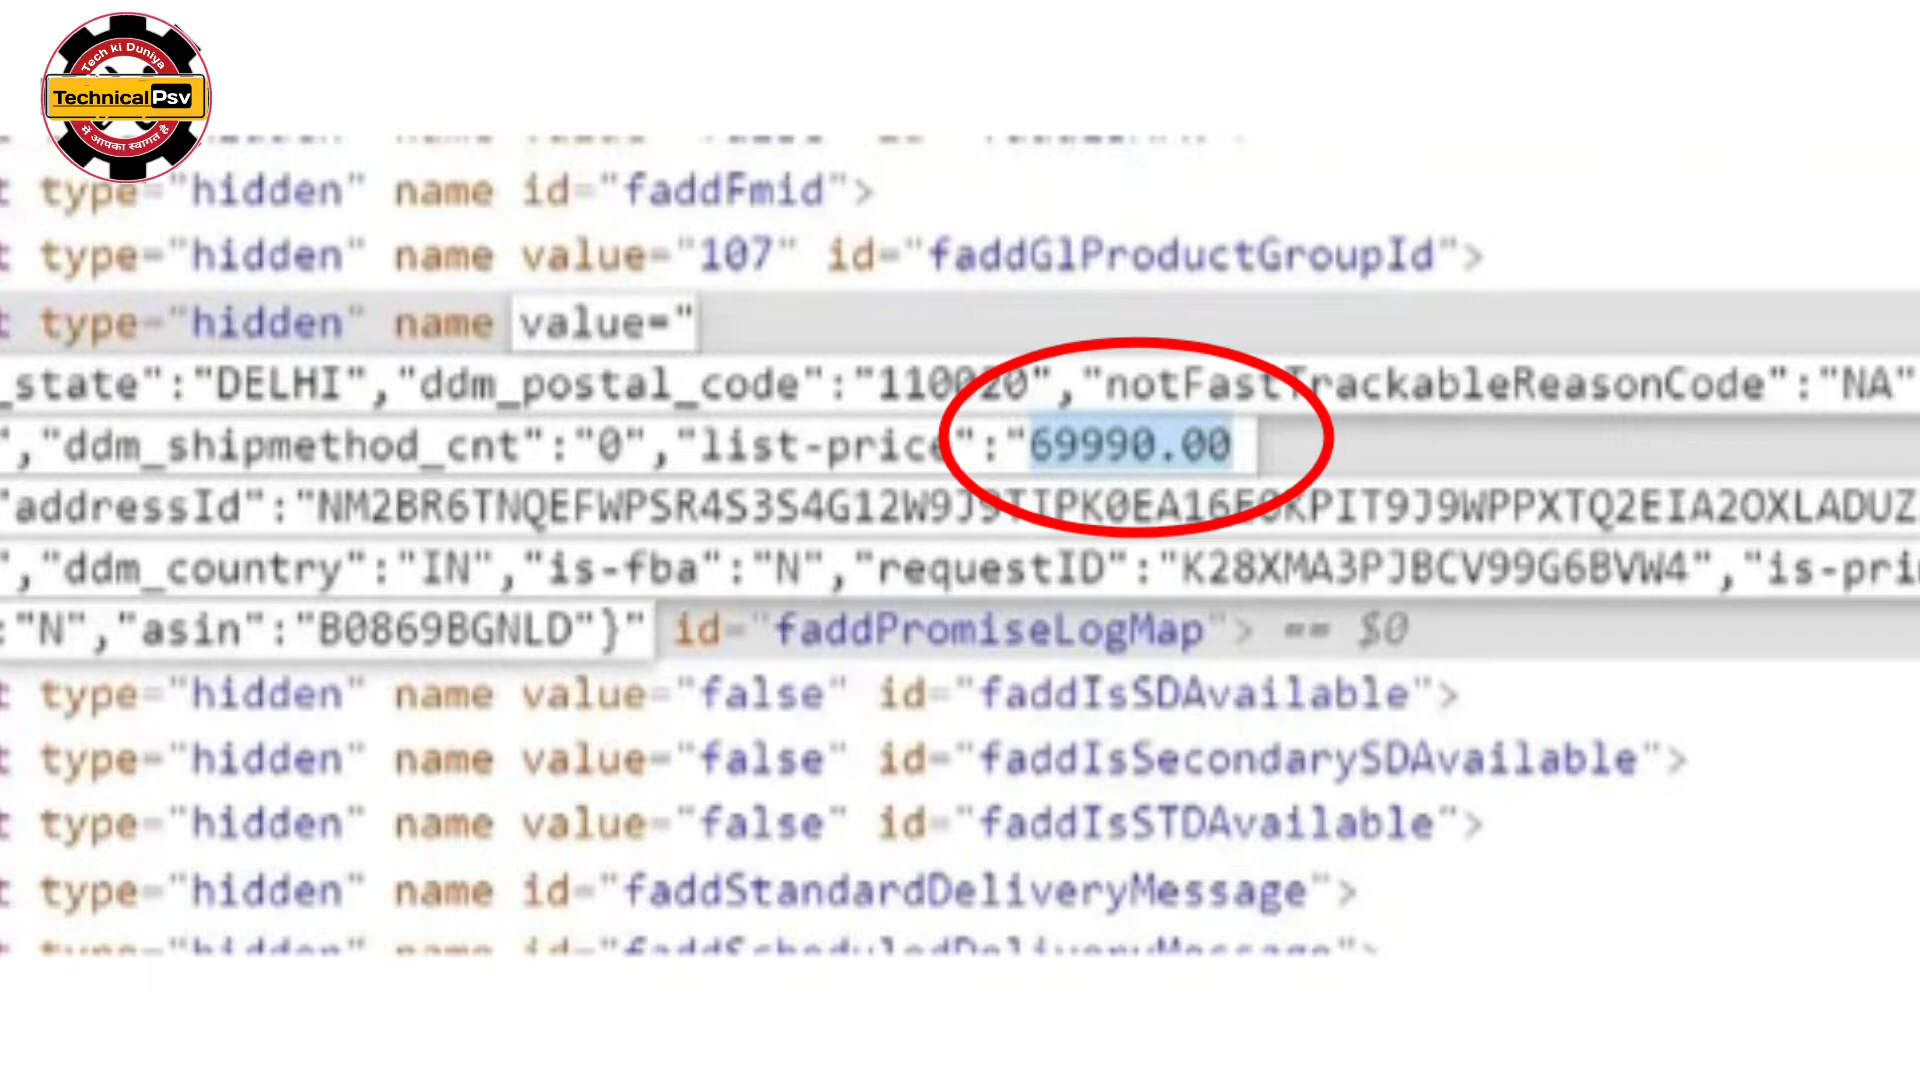 Tech ki Duniya
TechnicalPsv
में आपका स्वागत है
t type="hidden" name id="faddFmid">
t type="hidden" name value="107" id="faddGlProductGroupId">
t type="hidden" name value="
_state":"DELHI","ddm_postal_code":"110020","notFastTrackableReasonCode":"NA"
","ddm_shipmethod_cnt":"0","list-price":"69990.00
"addressId":"NM2BR6TNQEFWPSR4S3S4G12W9J9TIPK0EA16E0KPIT9J9WPPXTQ2EIA2OXLADUZ
","ddm_country":"IN","is-fba":"N","requestID":"K28XMA3PJBCV99G6BVW4","is-pri
:"N","asin":"B0869BGNLD"}" id="faddPromiseLogMap"> == $0
t type="hidden" name value="false" id="faddIsSDAvailable">
t type="hidden" name value="false" id="faddIsSecondarySDAvailable">
t type="hidden" name value="false" id="faddIsSTDAvailable">
t type="hidden" name id="faddStandardDeliveryMessage">